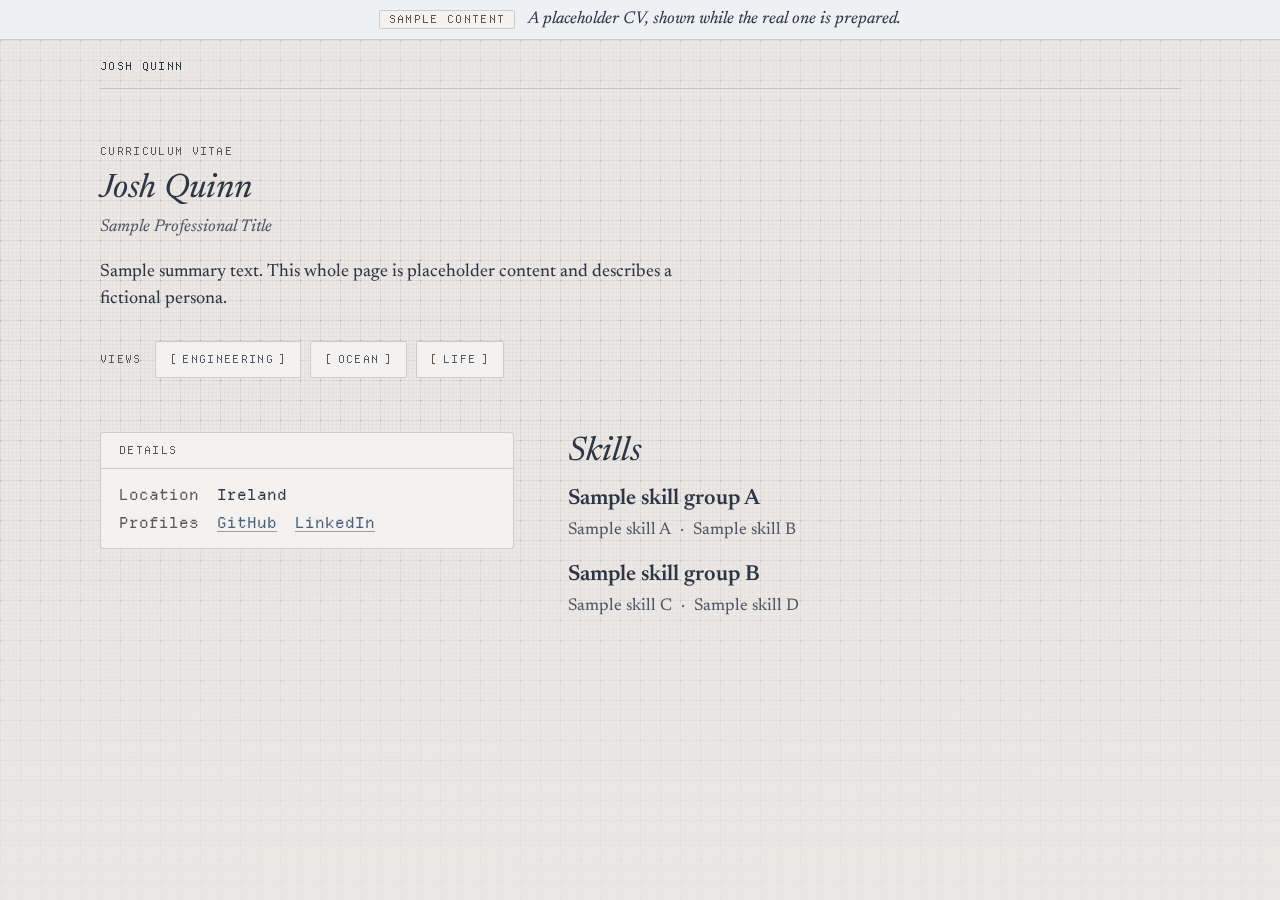 SAMPLE CONTENT A placeholder CV, shown while the real one is prepared.
JOSH QUINN
CURRICULUM VITAE
Josh Quinn
Sample Professional Title
Sample summary text. This whole page is placeholder content and describes a
fictional persona.
VIEWS [ ENGINEERING ] [ OCEAN ] [ LIFE ]
DETAILS
Location Ireland
Profiles GitHub LinkedIn
Skills
Sample skill group A
Sample skill A · Sample skill B
Sample skill group B
Sample skill C · Sample skill D